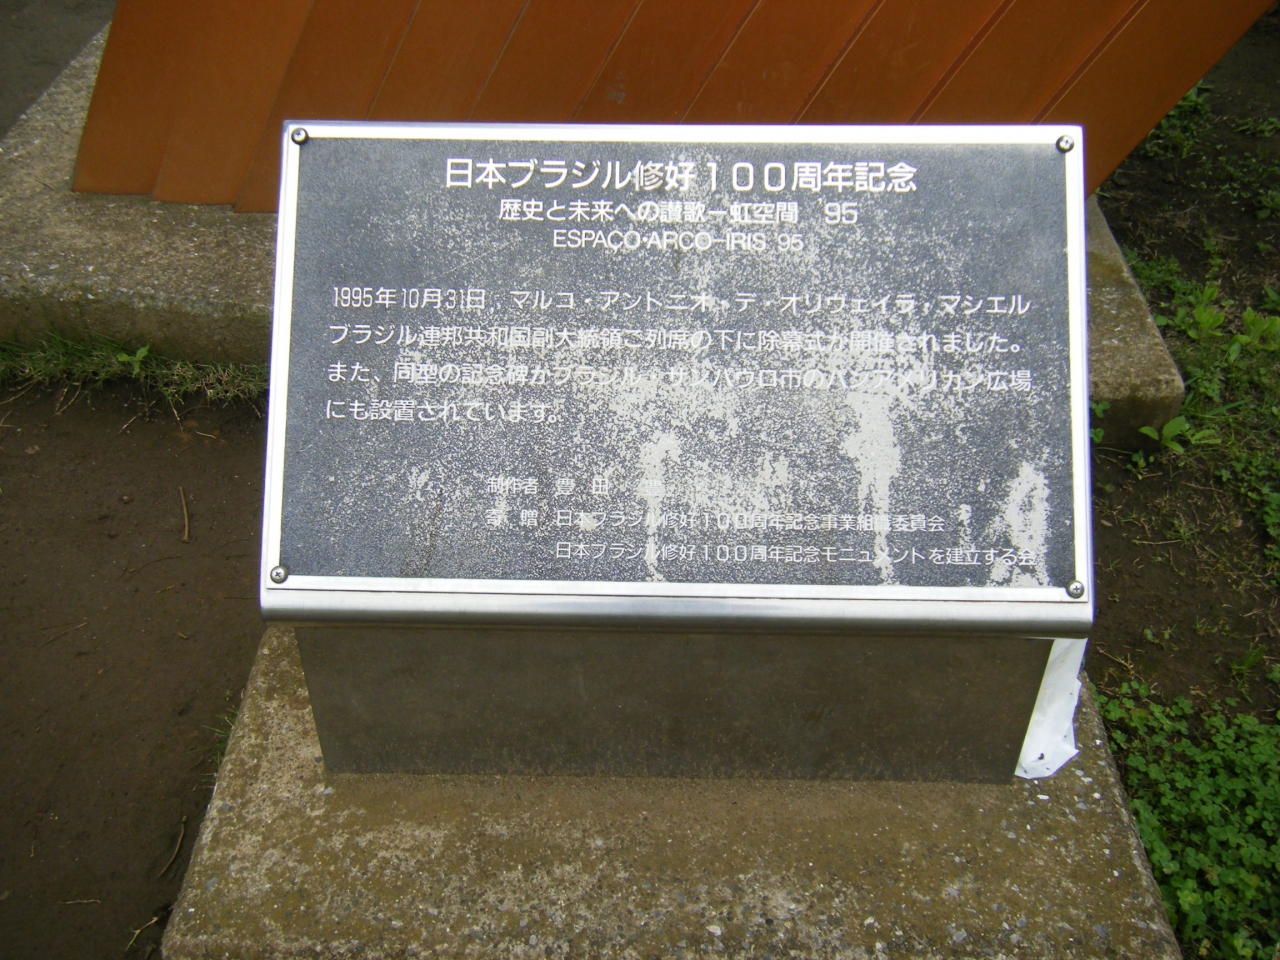 日本ブラジル修好100周年記念
歴史と未来への讃歌－虹空間 '95
ESPAÇO・ARCO－IRIS 95
1995年10月31日、マルコ・アントニオ・デ・オリヴェイラ・マシエル
ブラジル連邦共和国副大統領ご列席の下に除幕式が開催されました。
また、同型の記念碑がブラジル・サンパウロ市のパンアメリカン広場
にも設置されています。
制作者 豊田 豊
寄贈 日本ブラジル修好100周年記念事業組織委員会
日本ブラジル修好100周年記念モニュメントを建立する会